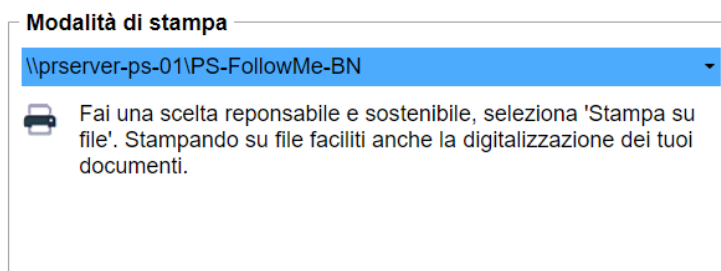 Modalità di stampa
\\prserver-ps-01\PS-FollowMe-BN
Fai una scelta reponsabile e sostenibile, seleziona 'Stampa su
file'. Stampando su file faciliti anche la digitalizzazione dei tuoi
documenti.